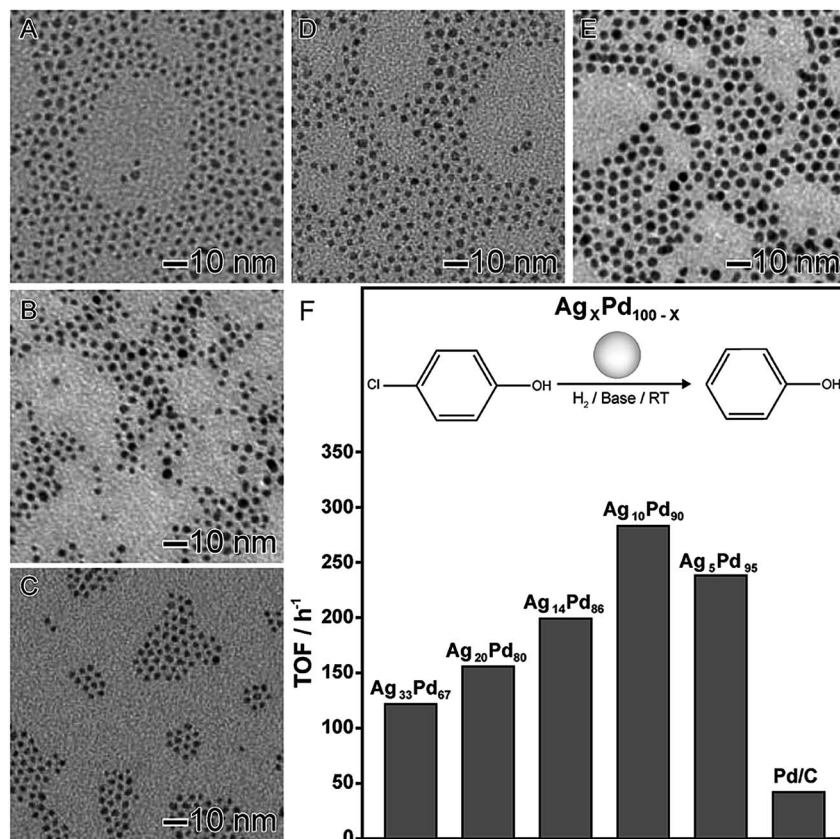 A
10 nm
D
10 nm
E
10 nm
B
10 nm
C
10 nm
F
AgₓPd₁₀₀₋ₓ
Cl
OH
H₂ / Base / RT
OH
TOF / h⁻¹
350
300
250
200
150
100
50
0
Ag₃₃Pd₆₇
Ag₂₀Pd₈₀
Ag₁₄Pd₈₆
Ag₁₀Pd₉₀
Ag₅Pd₉₅
Pd/C